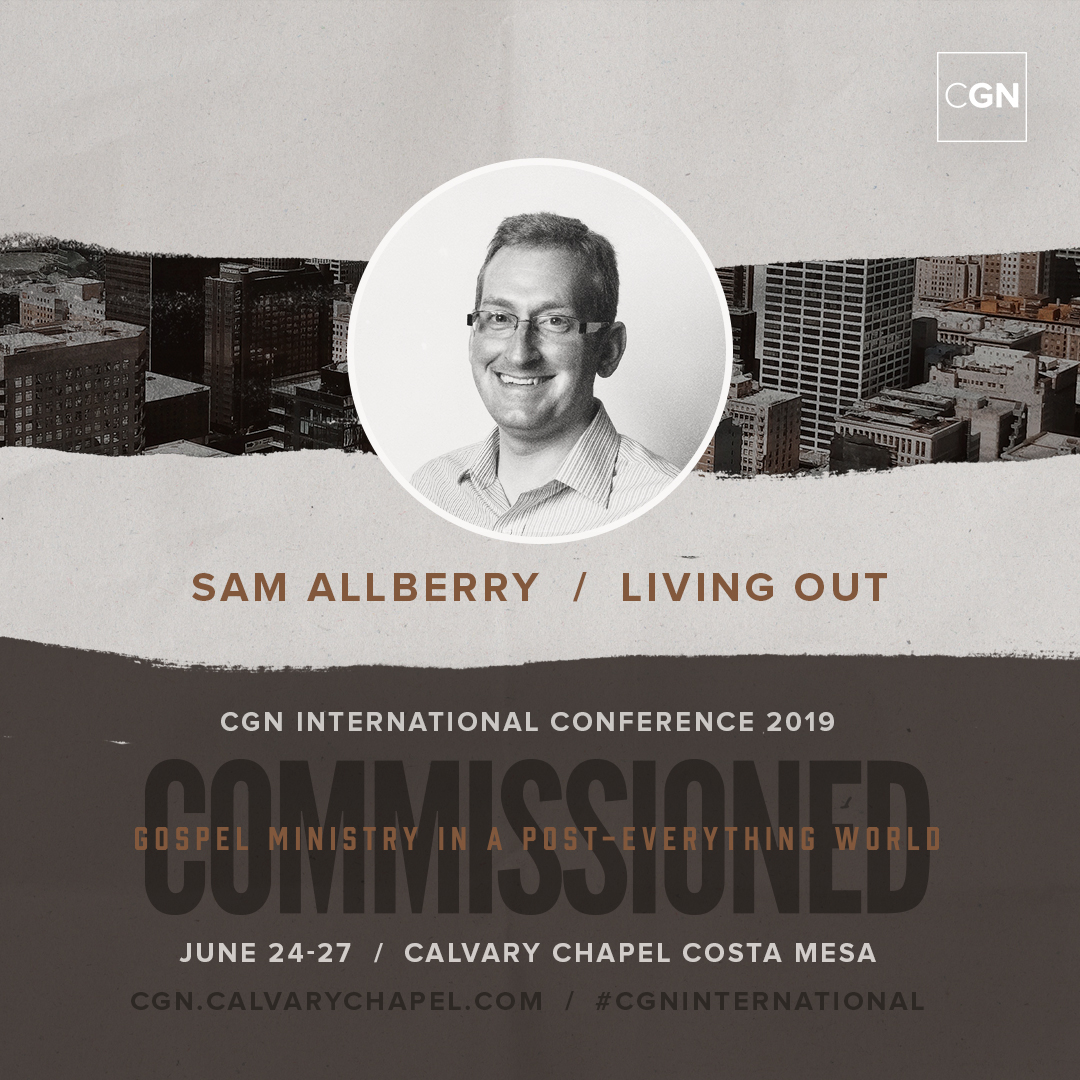 CGN
SAM ALLBERRY / LIVING OUT
CGN INTERNATIONAL CONFERENCE 2019
COMMISSIONED
GOSPEL MINISTRY IN A POST-EVERYTHING WORLD
JUNE 24-27 / CALVARY CHAPEL COSTA MESA
CGN.CALVARYCHAPEL.COM / #CGNINTERNATIONAL